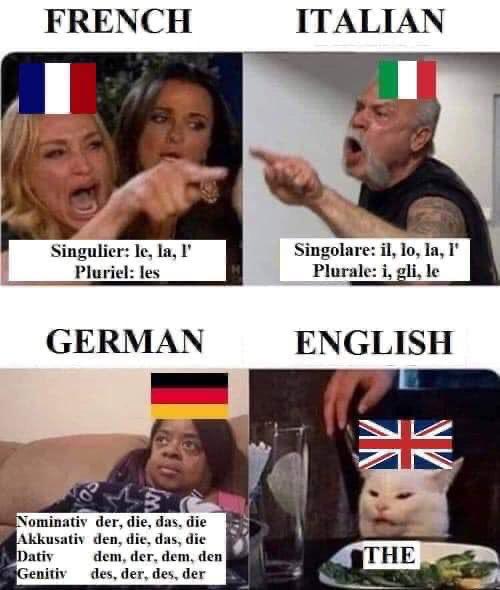 FRENCH
ITALIAN
Singulier: le, la, l'
Pluriel: les
Singolare: il, lo, la, l'
Plurale: i, gli, le
GERMAN
ENGLISH
Nominativ der, die, das, die
Akkusativ den, die, das, die
Dativ dem, der, dem, den
Genitiv des, der, des, der
THE